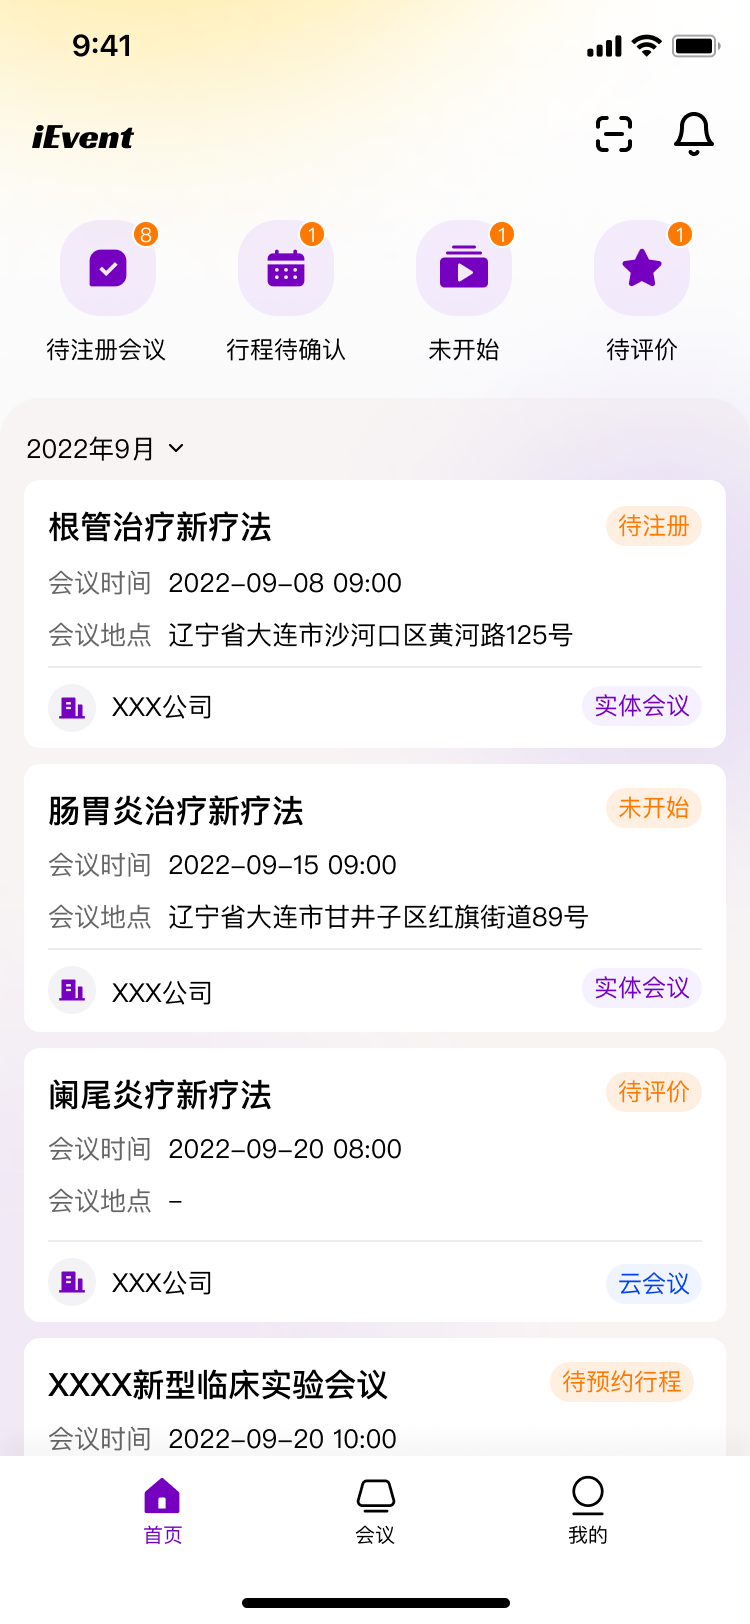 9:41
iEvent
8
1
1
1
待注册会议
行程待确认
未开始
待评价
2022年9月
根管治疗新疗法
待注册
会议时间 2022-09-08 09:00
会议地点 辽宁省大连市沙河口区黄河路125号
XXX公司
实体会议
肠胃炎治疗新疗法
未开始
会议时间 2022-09-15 09:00
会议地点 辽宁省大连市甘井子区红旗街道89号
XXX公司
实体会议
阑尾炎疗新疗法
待评价
会议时间 2022-09-20 08:00
会议地点 -
XXX公司
云会议
XXXX新型临床实验会议
待预约行程
会议时间 2022-09-20 10:00
首页
会议
我的